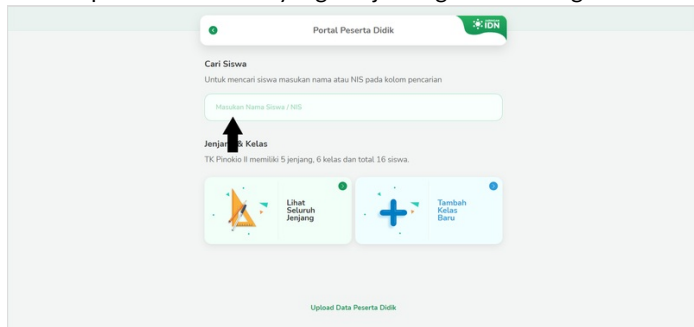 Portal Peserta Didik
IDN
Cari Siswa
Untuk mencari siswa masukan nama atau NIS pada kolom pencarian
Masukan Nama Siswa / NIS
Jenjang & Kelas
TK Pinokio II memiliki 5 jenjang, 6 kelas dan total 16 siswa.
Lihat
Seluruh
Jenjang
Tambah
Kelas
Baru
Upload Data Peserta Didik